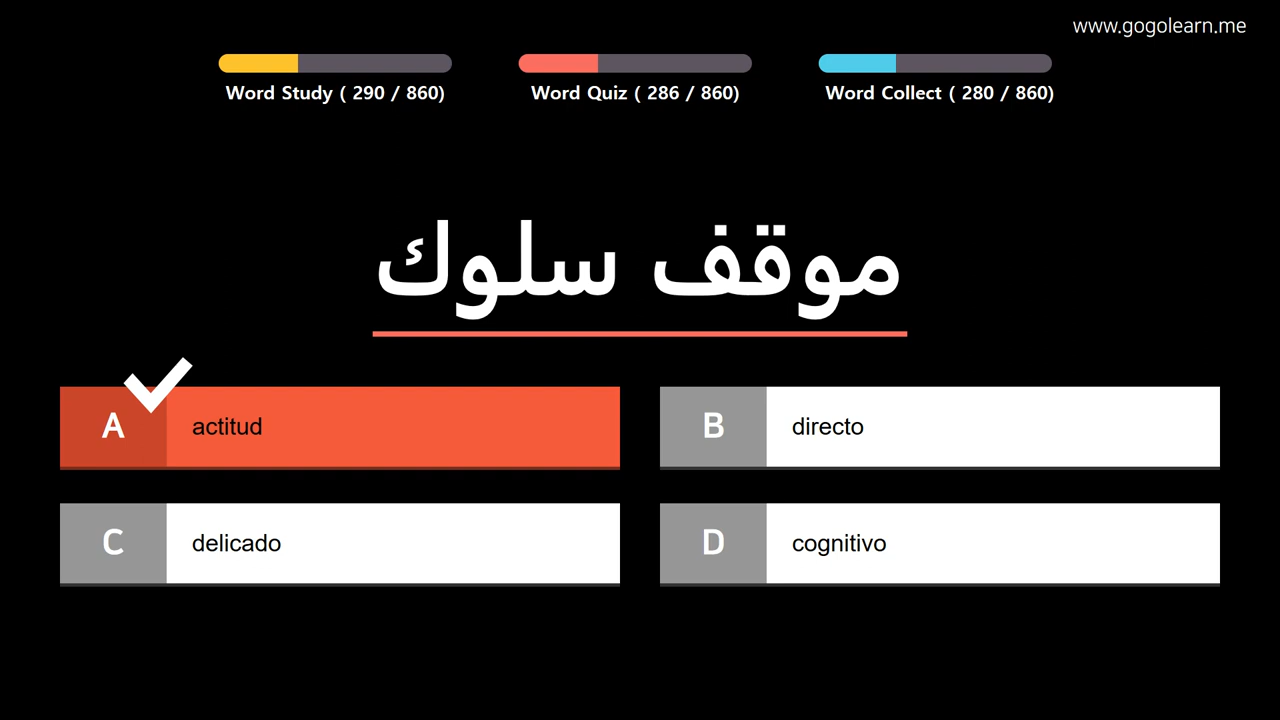 www.gogolearn.me
Word Study ( 290 / 860)
Word Quiz ( 286 / 860)
Word Collect ( 280 / 860)
موقف سلوك
A actitud
B directo
C delicado
D cognitivo